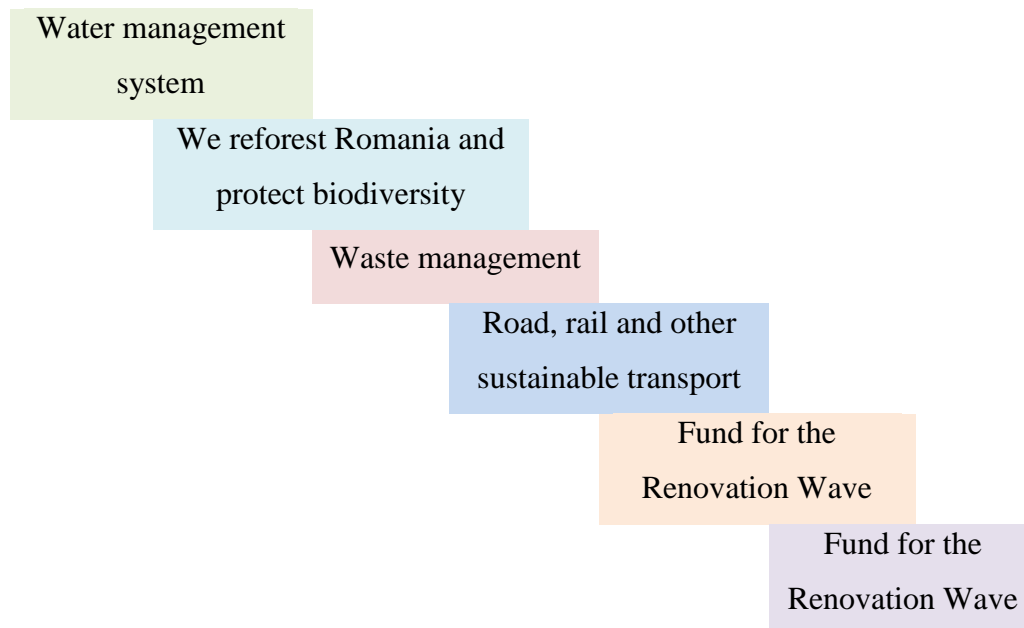 Water management
system
We reforest Romania and
protect biodiversity
Waste management
Road, rail and other
sustainable transport
Fund for the
Renovation Wave
Fund for the
Renovation Wave